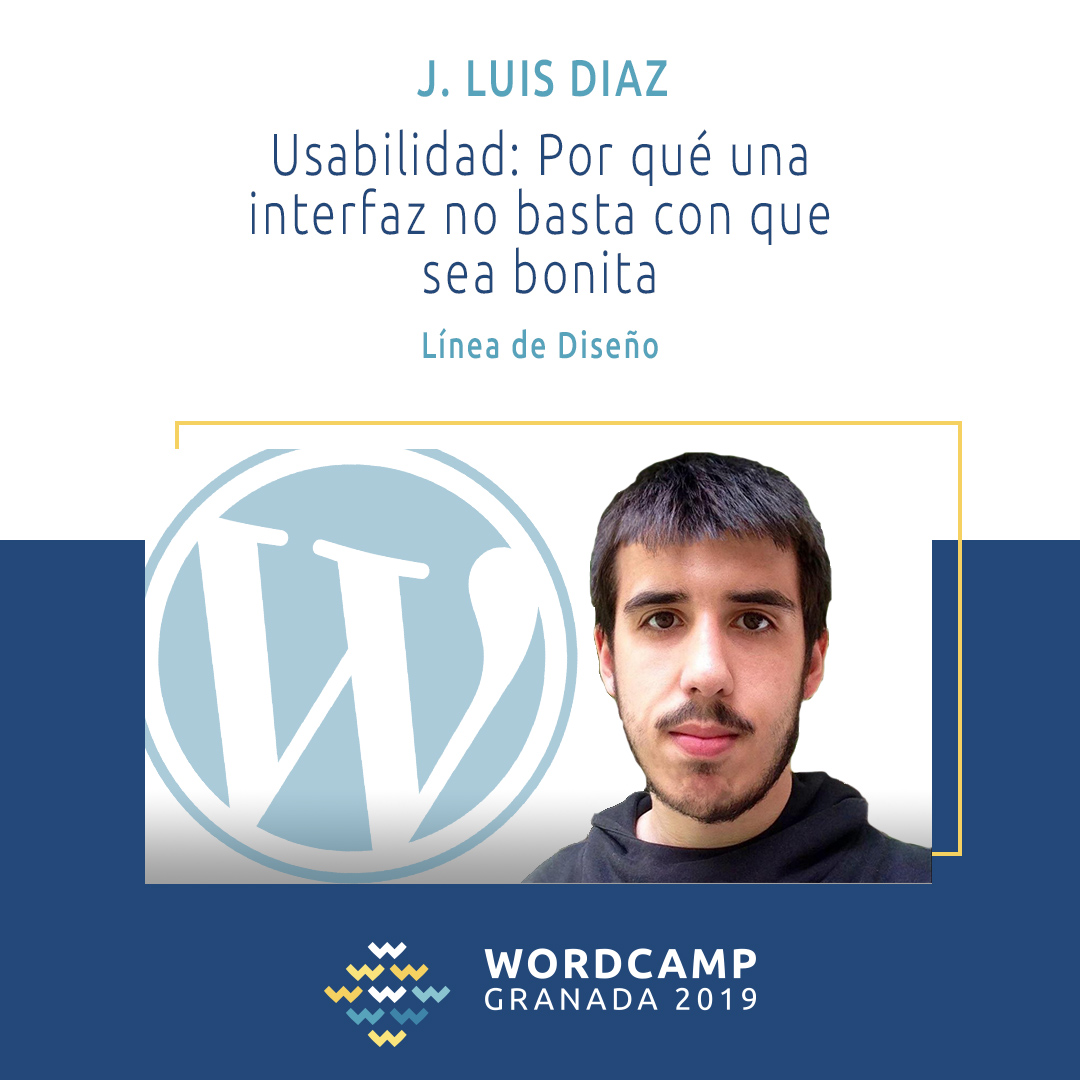 J. LUIS DIAZ
Usabilidad: Por qué una
interfaz no basta con que
sea bonita
Línea de Diseño
WORDCAMP
GRANADA 2019